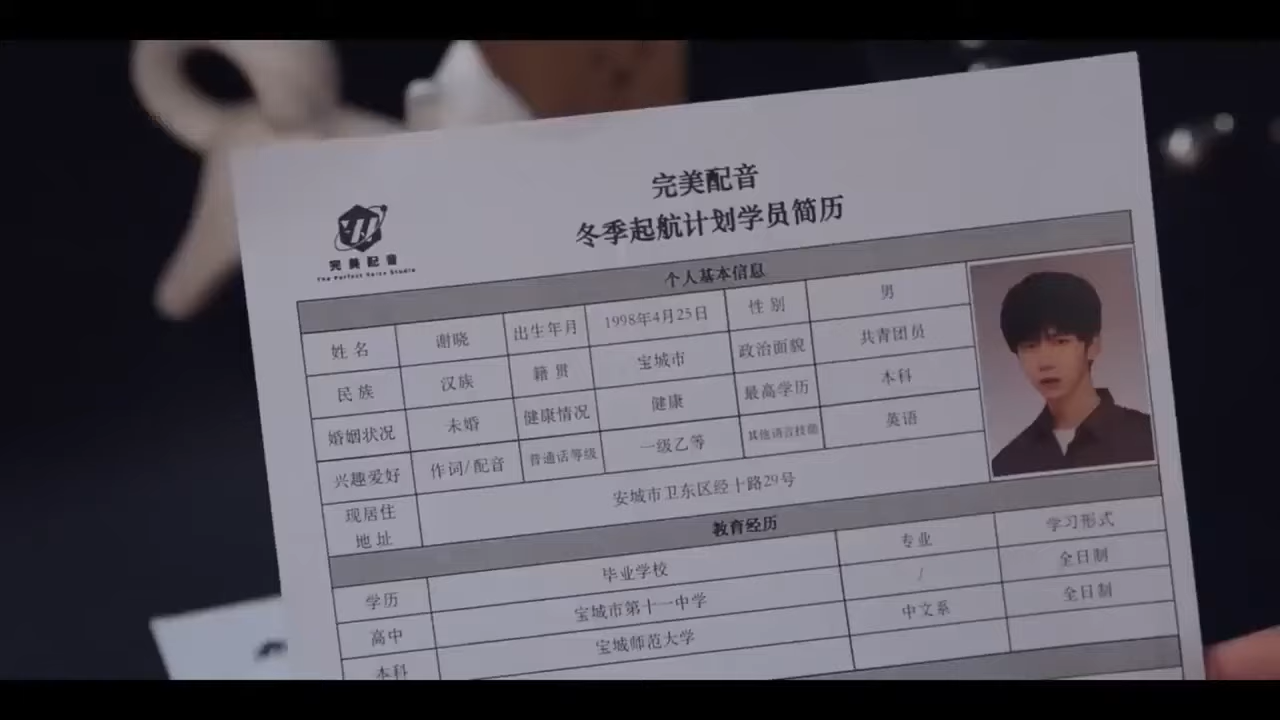 完美配音
冬季起航计划学员简历
完美配音
The Perfect Voice Studio
个人基本信息
姓名 谢晓 出生年月 1998年4月25日 性别 男
民族 汉族 籍贯 宝城市 政治面貌 共青团员
婚姻状况 未婚 健康情况 健康 最高学历 本科
兴趣爱好 作词/配音 普通话等级 一级乙等 其他语言技能 英语
现居住地址 安城市卫东区经十路29号
教育经历
学历 毕业学校 专业 学习形式
高中 宝城市第十一中学 / 全日制
本科 宝城师范大学 中文系 全日制